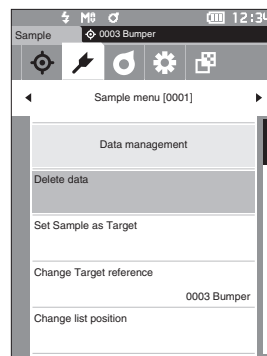 M0 12:34
Sample 0003 Bumper
Sample menu [0001]
Data management
Delete data
Set Sample as Target
Change Target reference
0003 Bumper
Change list position